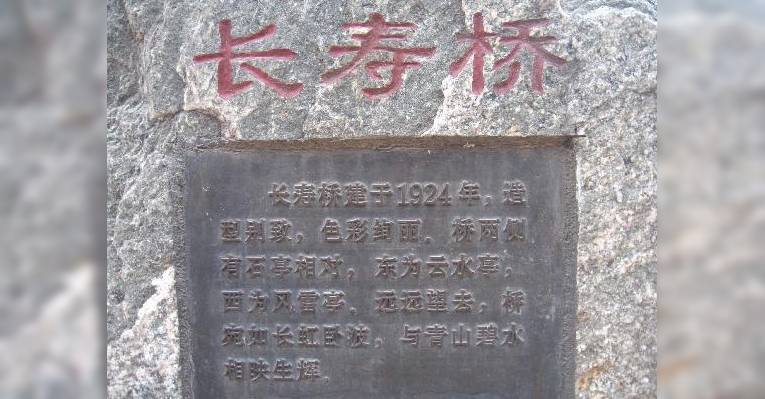 长寿桥
长寿桥建于1924年，造
型别致，色彩绚丽。桥两侧
有石亭相对，东为云水亭，
西为风雷亭。远远望去，桥
宛如长虹卧波，与青山碧水
相映生辉。